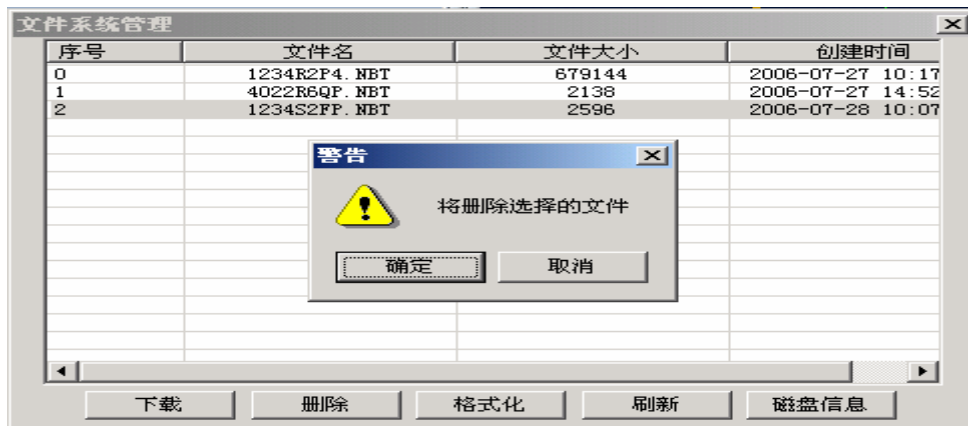 文件系统管理
序号 文件名 文件大小 创建时间
0 1234R2P4.NBT 679144 2006-07-27 10:17
1 4022R6QP.NBT 2138 2006-07-27 14:52
2 1234S2FP.NBT 2596 2006-07-28 10:07
警告
将删除选择的文件
确定 取消
下载 删除 格式化 刷新 磁盘信息